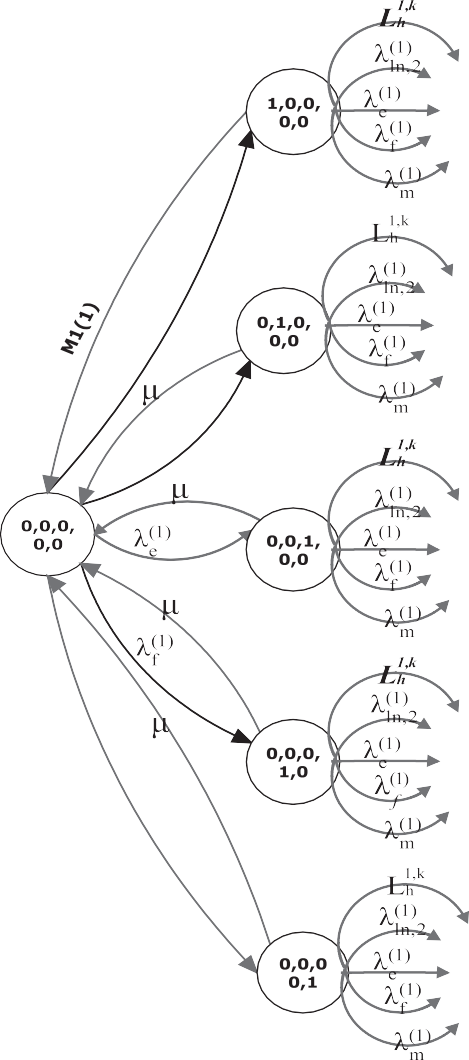 L_h^{1,k}
λ_{ln,2}^{(1)}
1,0,0,
0,0
λ_e^{(1)}
λ_f^{(1)}
λ_m^{(1)}
M1(1)
L_h^{1,k}
λ_{ln,2}^{(1)}
0,1,0,
0,0
λ_e^{(1)}
λ_f^{(1)}
λ_m^{(1)}
μ
L_h^{1,k}
λ_{ln,2}^{(1)}
μ
0,0,0,
0,0
λ_e^{(1)}
0,0,1,
0,0
λ_e^{(1)}
λ_f^{(1)}
λ_m^{(1)}
μ
λ_f^{(1)}
L_h^{1,k}
λ_{ln,2}^{(1)}
μ
0,0,0,
1,0
λ_e^{(1)}
λ_f^{(1)}
λ_m^{(1)}
L_h^{1,k}
λ_{ln,2}^{(1)}
0,0,0
0,1
λ_e^{(1)}
λ_f^{(1)}
λ_m^{(1)}